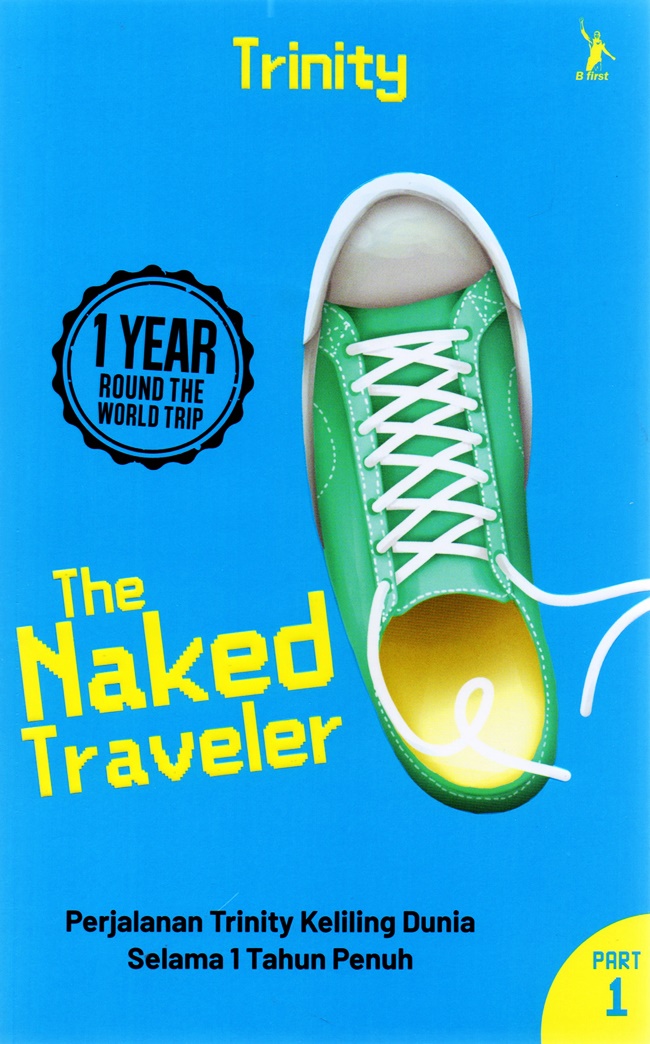 Trinity
B first
1 YEAR
ROUND THE
WORLD TRIP
The
Naked
Traveler
Perjalanan Trinity Keliling Dunia
Selama 1 Tahun Penuh
PART
1